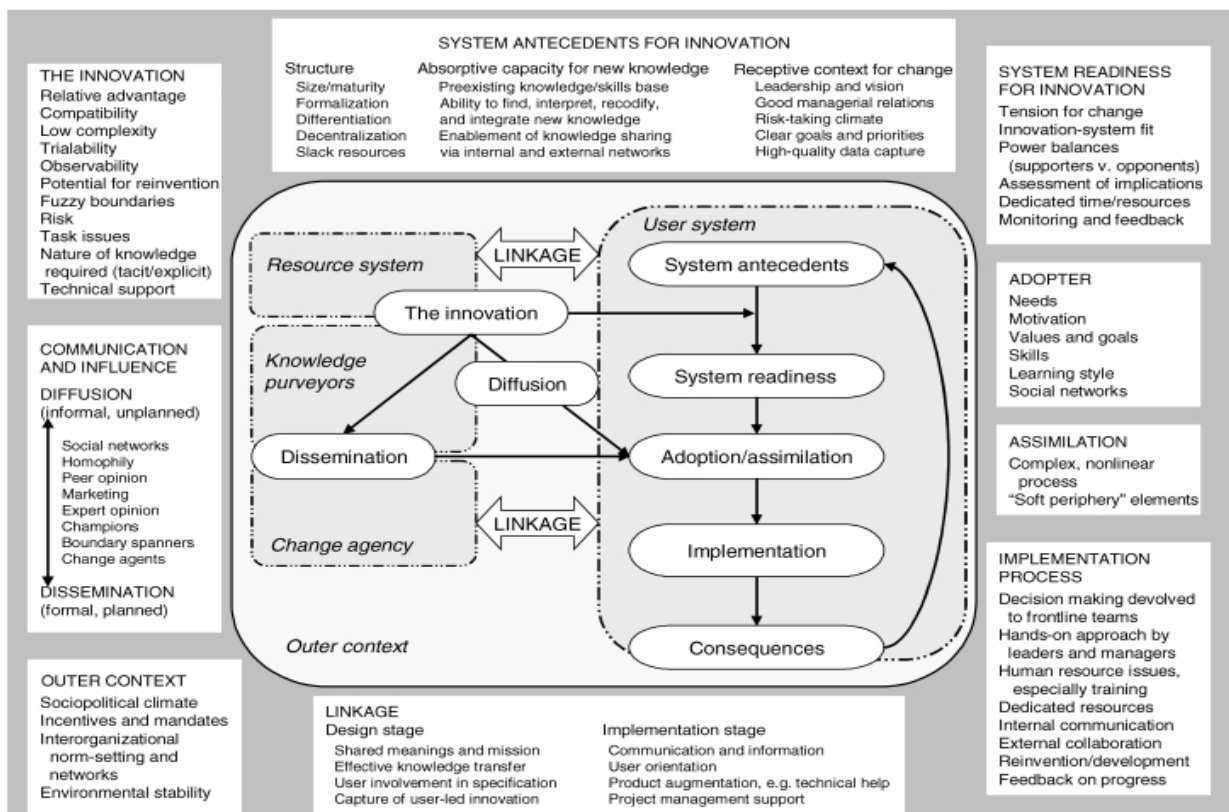 SYSTEM ANTECEDENTS FOR INNOVATION
Structure
Size/maturity
Formalization
Differentiation
Decentralization
Slack resources
Absorptive capacity for new knowledge
Preexisting knowledge/skills base
Ability to find, interpret, recodify,
and integrate new knowledge
Enablement of knowledge sharing
via internal and external networks
Receptive context for change
Leadership and vision
Good managerial relations
Risk-taking climate
Clear goals and priorities
High-quality data capture
THE INNOVATION
Relative advantage
Compatibility
Low complexity
Trialability
Observability
Potential for reinvention
Fuzzy boundaries
Risk
Task issues
Nature of knowledge
required (tacit/explicit)
Technical support
COMMUNICATION
AND INFLUENCE
DIFFUSION
(informal, unplanned)
Social networks
Homophily
Peer opinion
Marketing
Expert opinion
Champions
Boundary spanners
Change agents
DISSEMINATION
(formal, planned)
OUTER CONTEXT
Sociopolitical climate
Incentives and mandates
Interorganizational
norm-setting and
networks
Environmental stability
Resource system
LINKAGE
User system
System antecedents
The innovation
Knowledge
purveyors
Diffusion
System readiness
Dissemination
Adoption/assimilation
LINKAGE
Change agency
Implementation
Outer context
Consequences
LINKAGE
Design stage
Shared meanings and mission
Effective knowledge transfer
User involvement in specification
Capture of user-led innovation
Implementation stage
Communication and information
User orientation
Product augmentation, e.g. technical help
Project management support
SYSTEM READINESS
FOR INNOVATION
Tension for change
Innovation-system fit
Power balances
(supporters v. opponents)
Assessment of implications
Dedicated time/resources
Monitoring and feedback
ADOPTER
Needs
Motivation
Values and goals
Skills
Learning style
Social networks
ASSIMILATION
Complex, nonlinear
process
"Soft periphery" elements
IMPLEMENTATION
PROCESS
Decision making devolved
to frontline teams
Hands-on approach by
leaders and managers
Human resource issues,
especially training
Dedicated resources
Internal communication
External collaboration
Reinvention/development
Feedback on progress